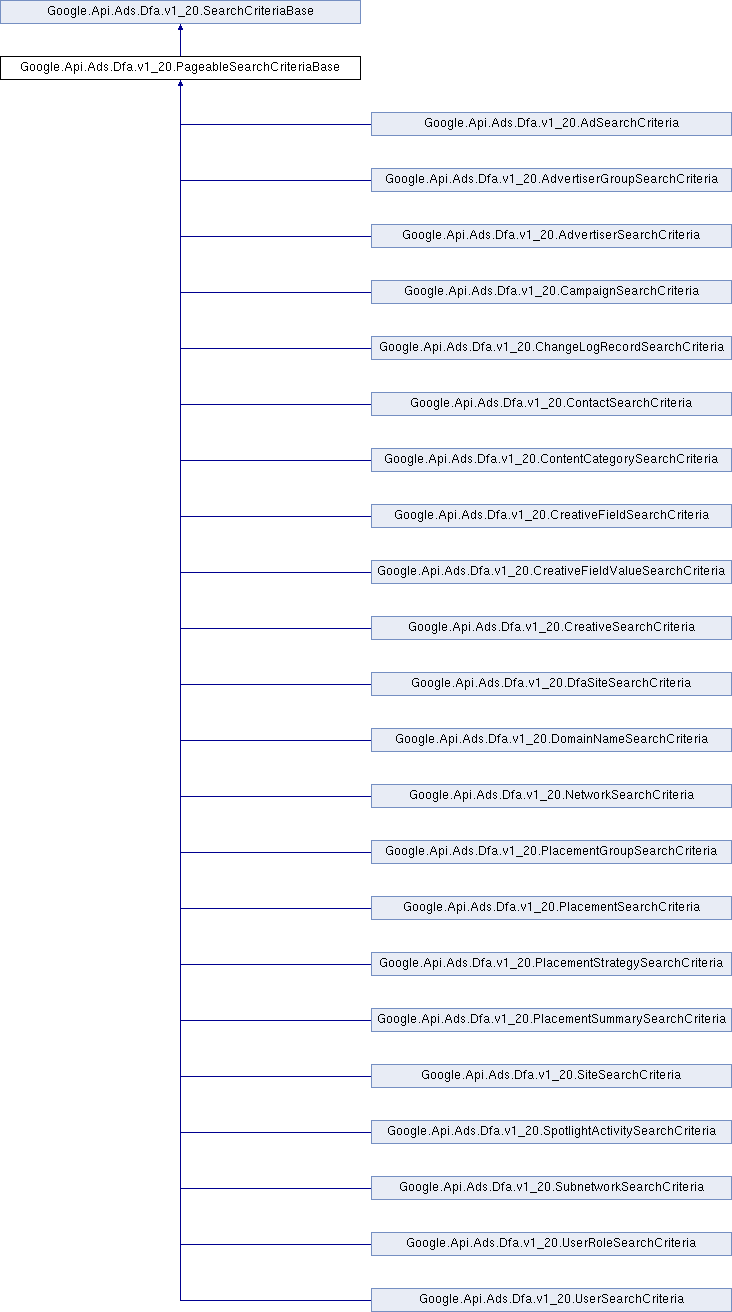 Google.Api.Ads.Dfa.v1_20.SearchCriteriaBase
Google.Api.Ads.Dfa.v1_20.PageableSearchCriteriaBase
Google.Api.Ads.Dfa.v1_20.AdSearchCriteria
Google.Api.Ads.Dfa.v1_20.AdvertiserGroupSearchCriteria
Google.Api.Ads.Dfa.v1_20.AdvertiserSearchCriteria
Google.Api.Ads.Dfa.v1_20.CampaignSearchCriteria
Google.Api.Ads.Dfa.v1_20.ChangeLogRecordSearchCriteria
Google.Api.Ads.Dfa.v1_20.ContactSearchCriteria
Google.Api.Ads.Dfa.v1_20.ContentCategorySearchCriteria
Google.Api.Ads.Dfa.v1_20.CreativeFieldSearchCriteria
Google.Api.Ads.Dfa.v1_20.CreativeFieldValueSearchCriteria
Google.Api.Ads.Dfa.v1_20.CreativeSearchCriteria
Google.Api.Ads.Dfa.v1_20.DfaSiteSearchCriteria
Google.Api.Ads.Dfa.v1_20.DomainNameSearchCriteria
Google.Api.Ads.Dfa.v1_20.NetworkSearchCriteria
Google.Api.Ads.Dfa.v1_20.PlacementGroupSearchCriteria
Google.Api.Ads.Dfa.v1_20.PlacementSearchCriteria
Google.Api.Ads.Dfa.v1_20.PlacementStrategySearchCriteria
Google.Api.Ads.Dfa.v1_20.PlacementSummarySearchCriteria
Google.Api.Ads.Dfa.v1_20.SiteSearchCriteria
Google.Api.Ads.Dfa.v1_20.SpotlightActivitySearchCriteria
Google.Api.Ads.Dfa.v1_20.SubnetworkSearchCriteria
Google.Api.Ads.Dfa.v1_20.UserRoleSearchCriteria
Google.Api.Ads.Dfa.v1_20.UserSearchCriteria